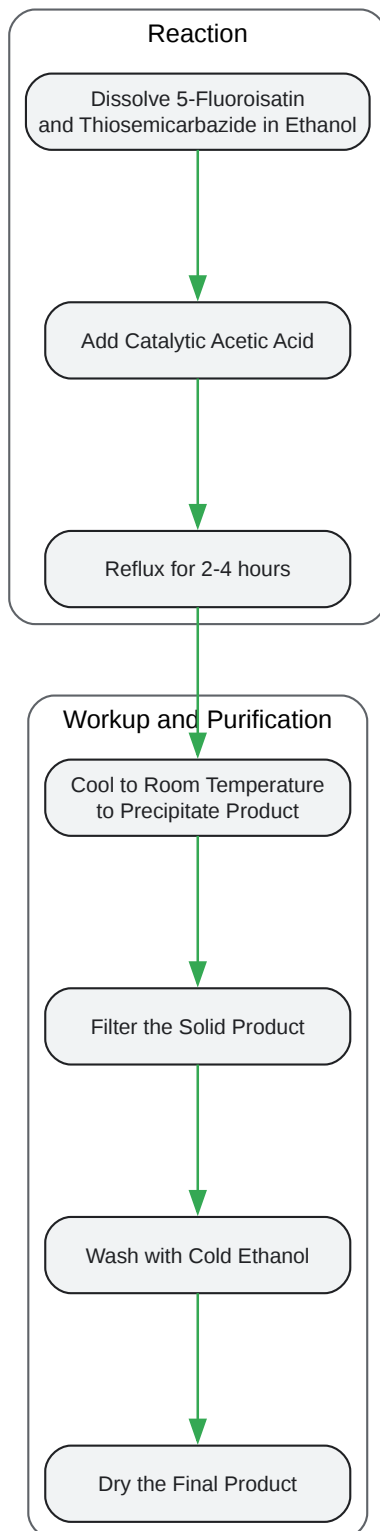 Reaction
Dissolve 5-Fluoroisatin
and Thiosemicarbazide in Ethanol
Add Catalytic Acetic Acid
Reflux for 2-4 hours
Workup and Purification
Cool to Room Temperature
to Precipitate Product
Filter the Solid Product
Wash with Cold Ethanol
Dry the Final Product